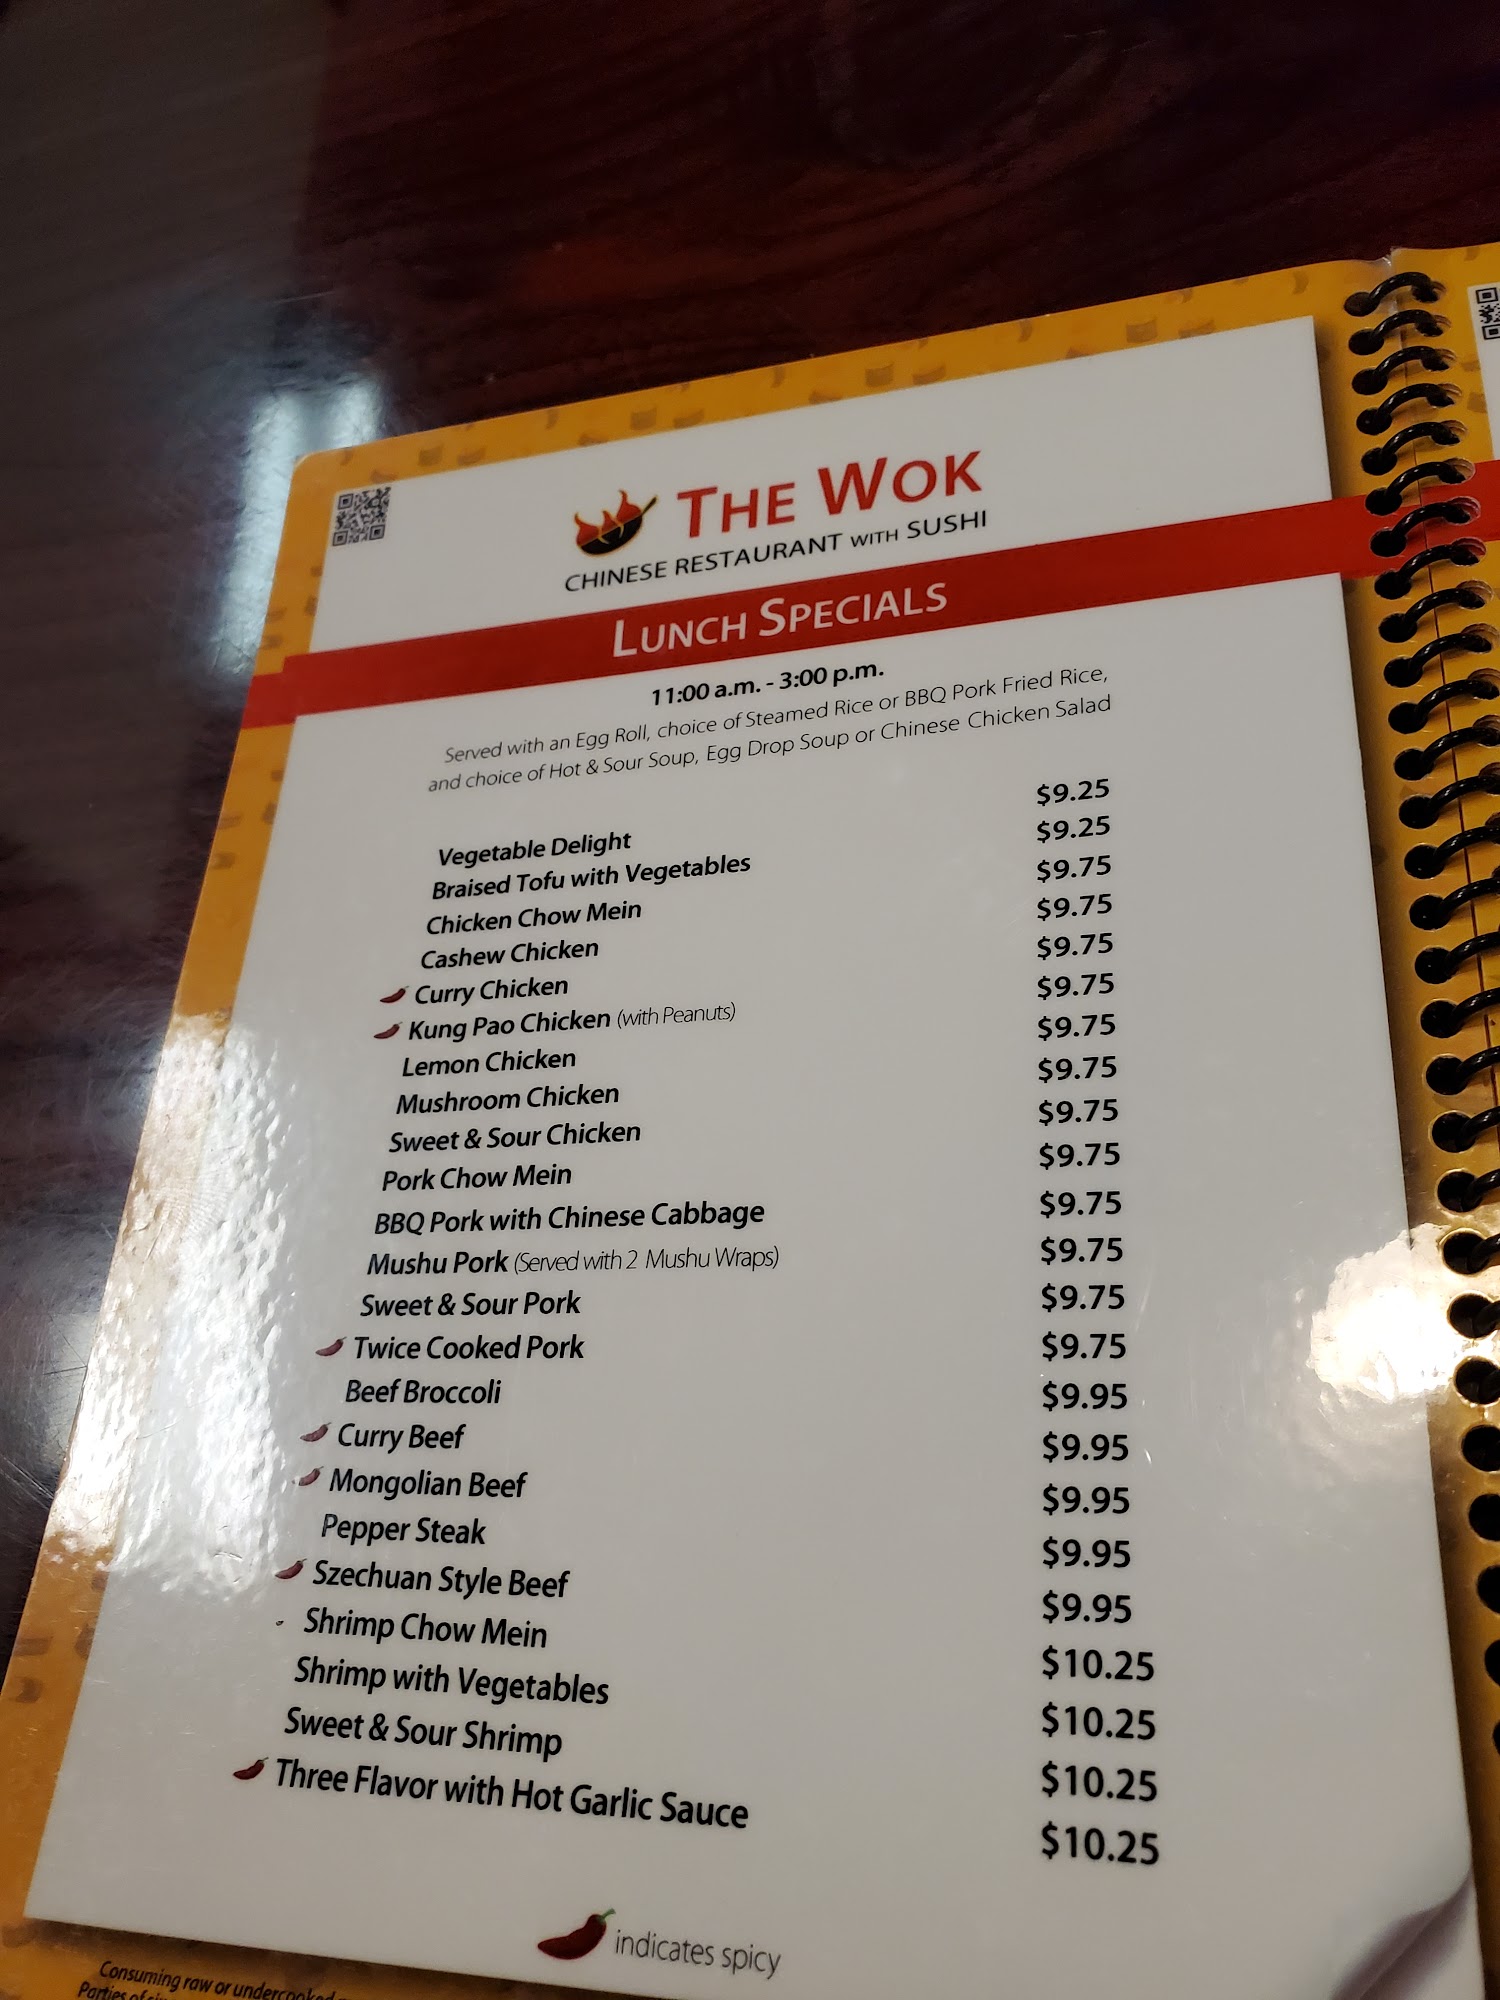 THE WOK
CHINESE RESTAURANT WITH SUSHI
LUNCH SPECIALS
11:00 a.m. - 3:00 p.m.
Served with an Egg Roll, choice of Steamed Rice or BBQ Pork Fried Rice,
and choice of Hot & Sour Soup, Egg Drop Soup or Chinese Chicken Salad
Vegetable Delight $9.25
Braised Tofu with Vegetables $9.25
Chicken Chow Mein $9.75
Cashew Chicken $9.75
Curry Chicken $9.75
Kung Pao Chicken (with Peanuts) $9.75
Lemon Chicken $9.75
Mushroom Chicken $9.75
Sweet & Sour Chicken $9.75
Pork Chow Mein $9.75
BBQ Pork with Chinese Cabbage $9.75
Mushu Pork (Served with 2 Mushu Wraps) $9.75
Sweet & Sour Pork $9.75
Twice Cooked Pork $9.75
Beef Broccoli $9.95
Curry Beef $9.95
Mongolian Beef $9.95
Pepper Steak $9.95
Szechuan Style Beef $9.95
Shrimp Chow Mein $10.25
Shrimp with Vegetables $10.25
Sweet & Sour Shrimp $10.25
Three Flavor with Hot Garlic Sauce $10.25
indicates spicy
Consuming raw or undercooked
Parties of